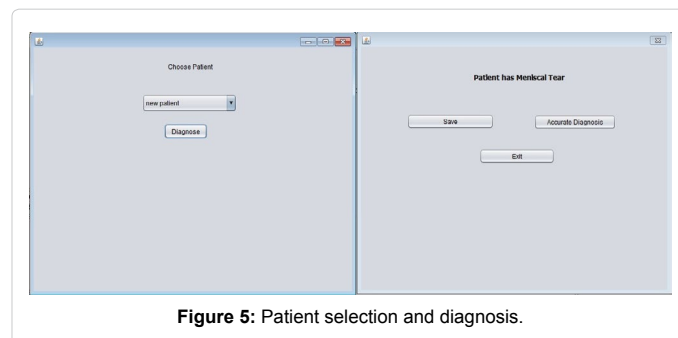 Choose Patient
new patient
Diagnose
Patient has Meniscal Tear
Save
Accurate Diagnosis
Exit
Figure 5: Patient selection and diagnosis.